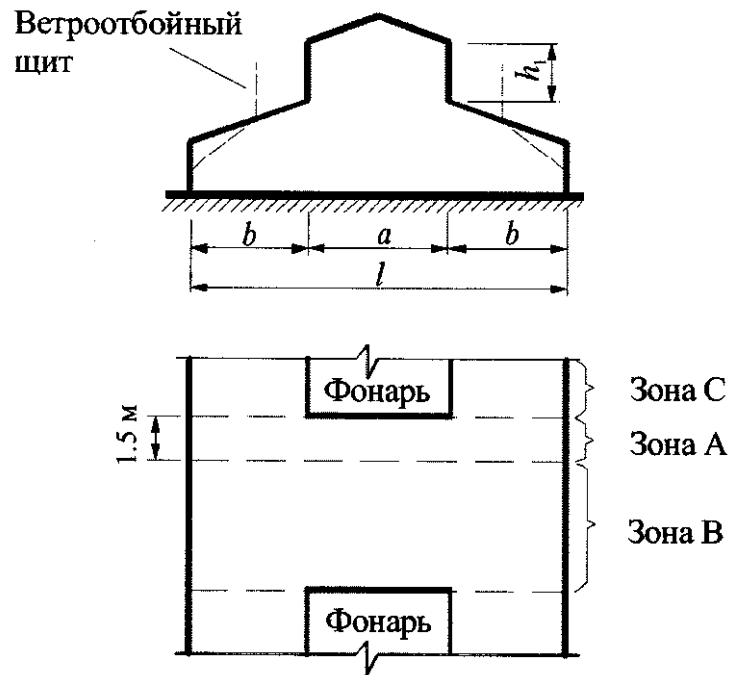 Ветроотбойный
щит
h₁
b
a
b
l
Фонарь
Зона С
1.5 м
Зона А
Зона В
Фонарь